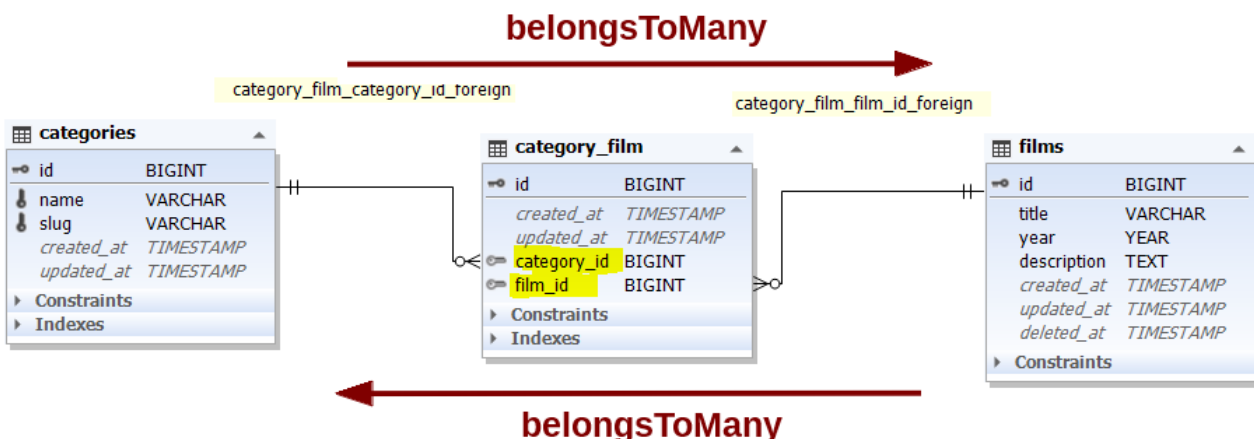 belongsToMany
category_film_category_id_foreign
category_film_film_id_foreign
categories
id BIGINT
name VARCHAR
slug VARCHAR
created_at TIMESTAMP
updated_at TIMESTAMP
Constraints
Indexes
category_film
id BIGINT
created_at TIMESTAMP
updated_at TIMESTAMP
category_id BIGINT
film_id BIGINT
Constraints
Indexes
films
id BIGINT
title VARCHAR
year YEAR
description TEXT
created_at TIMESTAMP
updated_at TIMESTAMP
deleted_at TIMESTAMP
Constraints
belongsToMany